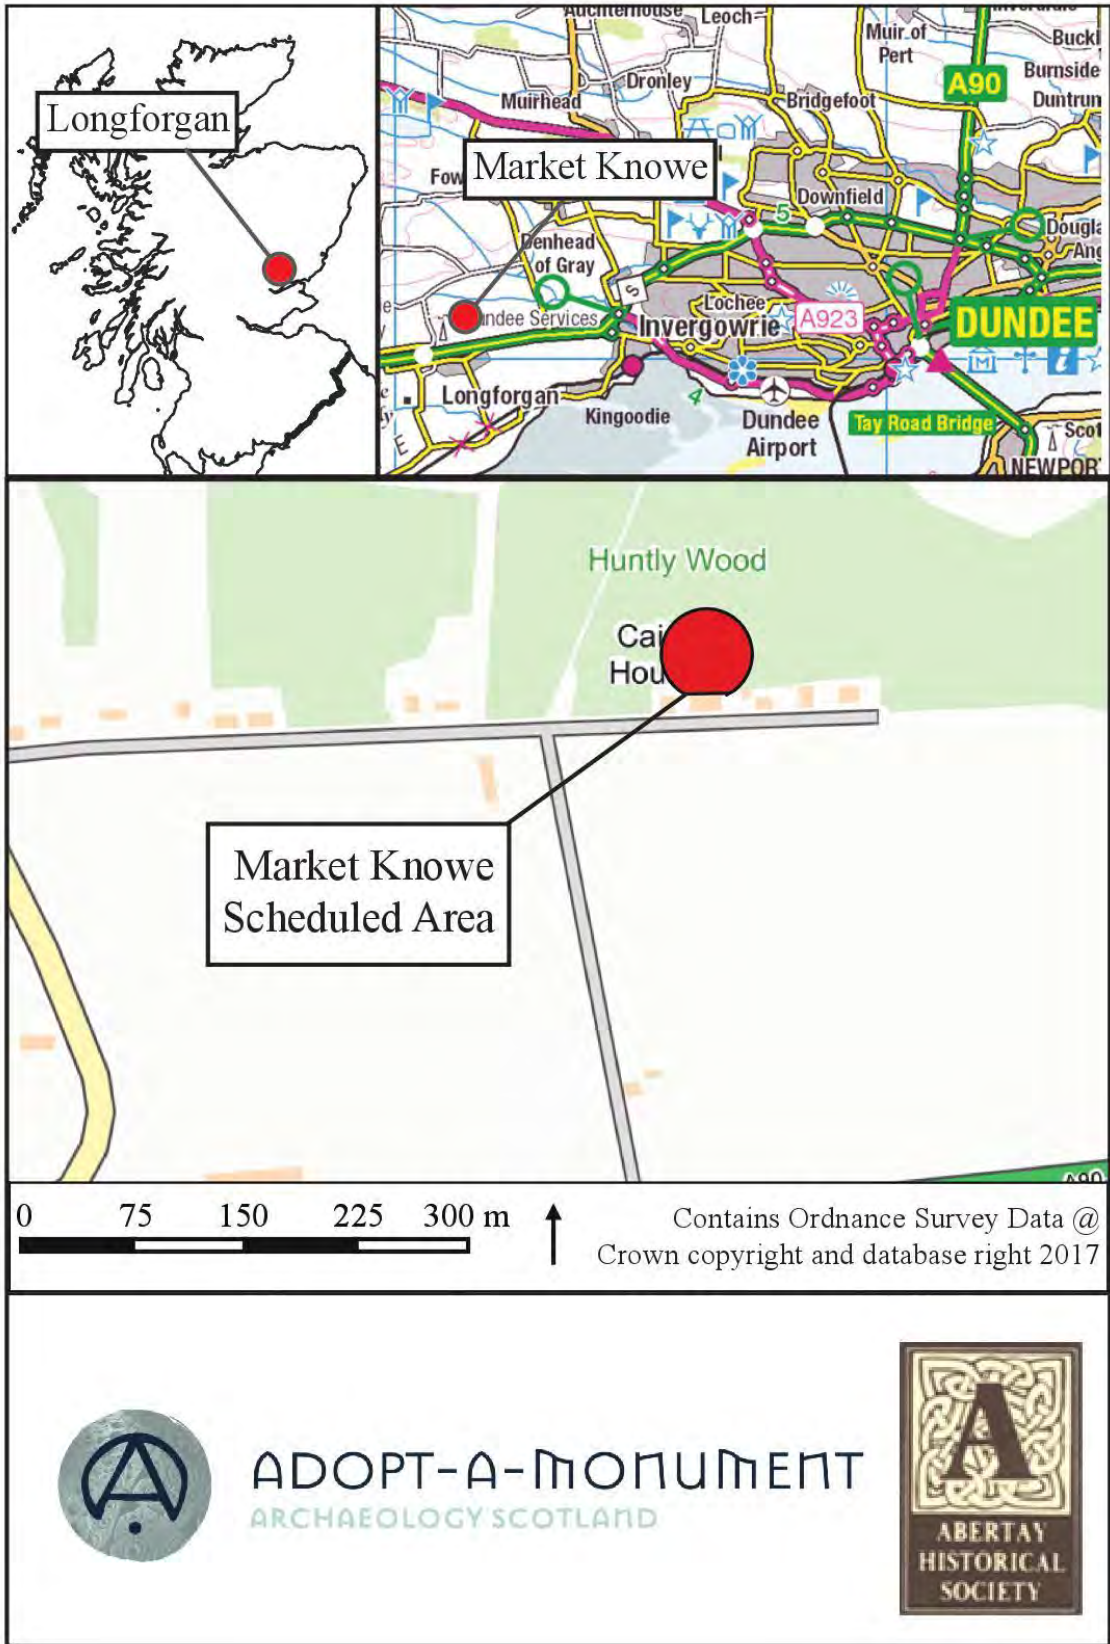 Longforgan
Auchterhouse
Leoch
Muir of
Pert
Dronley
Muirhead
Bridgefoot
A90
Burnside
Market Knowe
5
Downfield
Denhead
of Gray
S
Lochee
A923
DUNDEE
Invergowrie
Longforgan
Kingoodie
4
Dundee
Airport
Tay Road Bridge
E
Huntly Wood
Market Knowe
Scheduled Area
A90
0 75 150 225 300 m
Contains Ordnance Survey Data @
Crown copyright and database right 2017
ADOPT-A-MONUMENT
ARCHAEOLOGY SCOTLAND
A
ABERTAY
HISTORICAL
SOCIETY